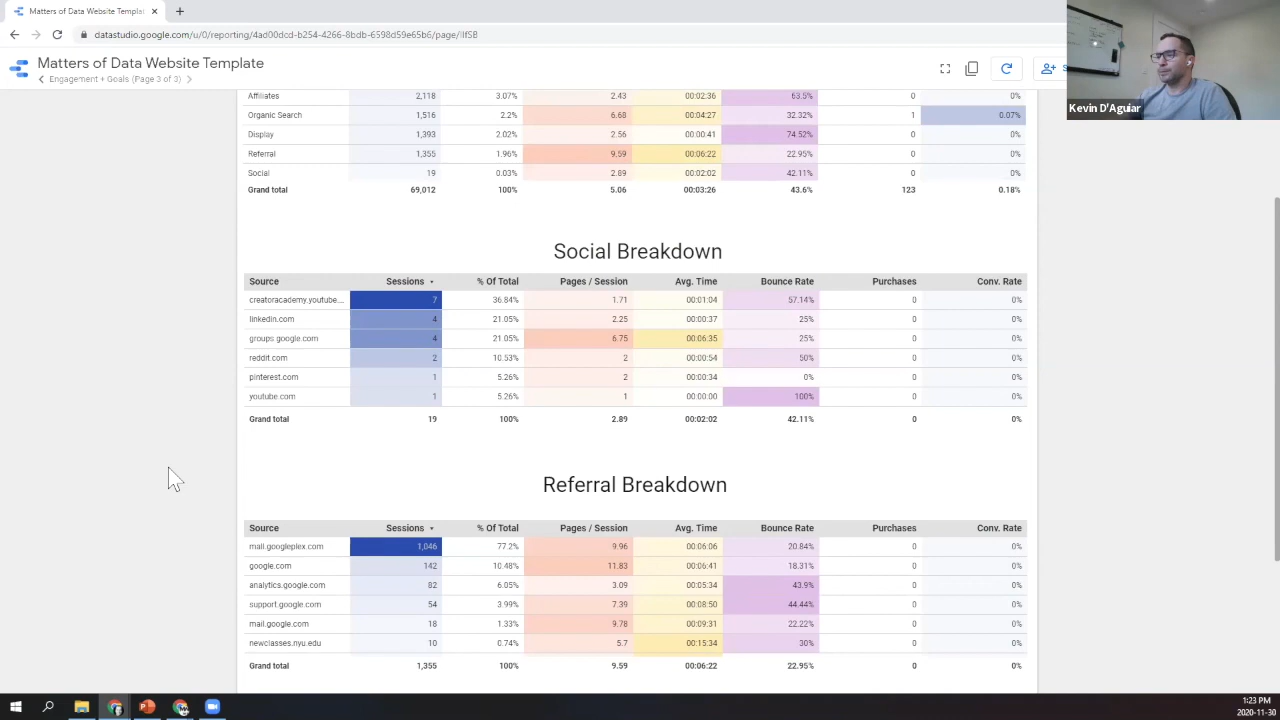 Matters of Data Website Templat
datastudio.google.com/u/0/reporting/4ad00dcd-b254-4266-8bdb-6598d59e65b6/page/IlfSB
Matters of Data Website Template
Engagement + Goals (Page 3 of 3)
Kevin D'Aguiar
Affiliates 2,118 3.07% 2.43 00:02:36 63.5% 0 0%
Organic Search 1,516 2.2% 6.68 00:04:27 32.32% 1 0.07%
Display 1,393 2.02% 2.56 00:00:41 74.52% 0 0%
Referral 1,355 1.96% 9.59 00:06:22 22.95% 0 0%
Social 19 0.03% 2.89 00:02:02 42.11% 0 0%
Grand total 69,012 100% 5.06 00:03:26 43.6% 123 0.18%
Social Breakdown
Source Sessions % Of Total Pages / Session Avg. Time Bounce Rate Purchases Conv. Rate
creatoracademy.youtube... 7 36.84% 1.71 00:01:04 57.14% 0 0%
linkedin.com 4 21.05% 2.25 00:00:37 25% 0 0%
groups.google.com 4 21.05% 6.75 00:06:35 25% 0 0%
reddit.com 2 10.53% 2 00:00:54 50% 0 0%
pinterest.com 1 5.26% 2 00:00:34 0% 0 0%
youtube.com 1 5.26% 1 00:00:00 100% 0 0%
Grand total 19 100% 2.89 00:02:02 42.11% 0 0%
Referral Breakdown
Source Sessions % Of Total Pages / Session Avg. Time Bounce Rate Purchases Conv. Rate
mall.googleplex.com 1,046 77.2% 9.96 00:06:06 20.84% 0 0%
google.com 142 10.48% 11.83 00:06:41 18.31% 0 0%
analytics.google.com 82 6.05% 3.09 00:05:34 43.9% 0 0%
support.google.com 54 3.99% 7.39 00:08:50 44.44% 0 0%
mail.google.com 18 1.33% 9.78 00:09:31 22.22% 0 0%
newclasses.nyu.edu 10 0.74% 5.7 00:15:34 30% 0 0%
Grand total 1,355 100% 9.59 00:06:22 22.95% 0 0%
1:23 PM
2020-11-30